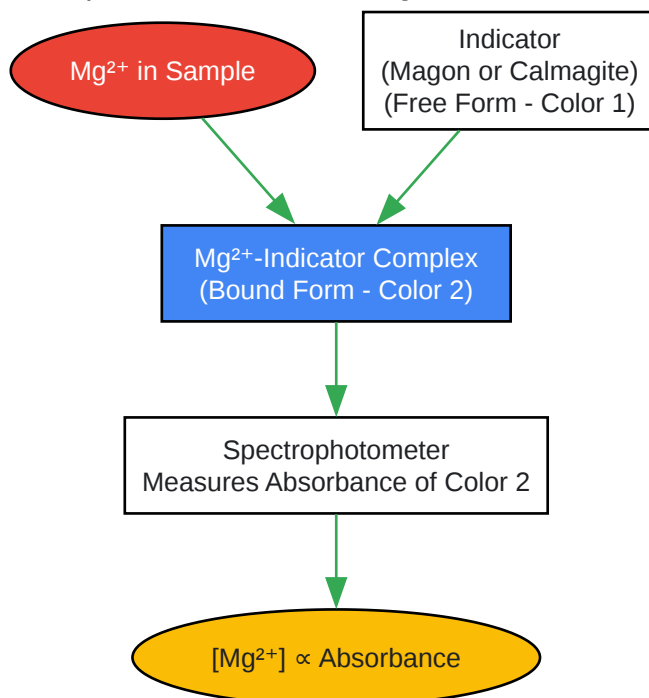 Mg²⁺ in Sample
Indicator
(Magon or Calmagite)
(Free Form - Color 1)
Mg²⁺-Indicator Complex
(Bound Form - Color 2)
Spectrophotometer
Measures Absorbance of Color 2
[Mg²⁺] ∝ Absorbance